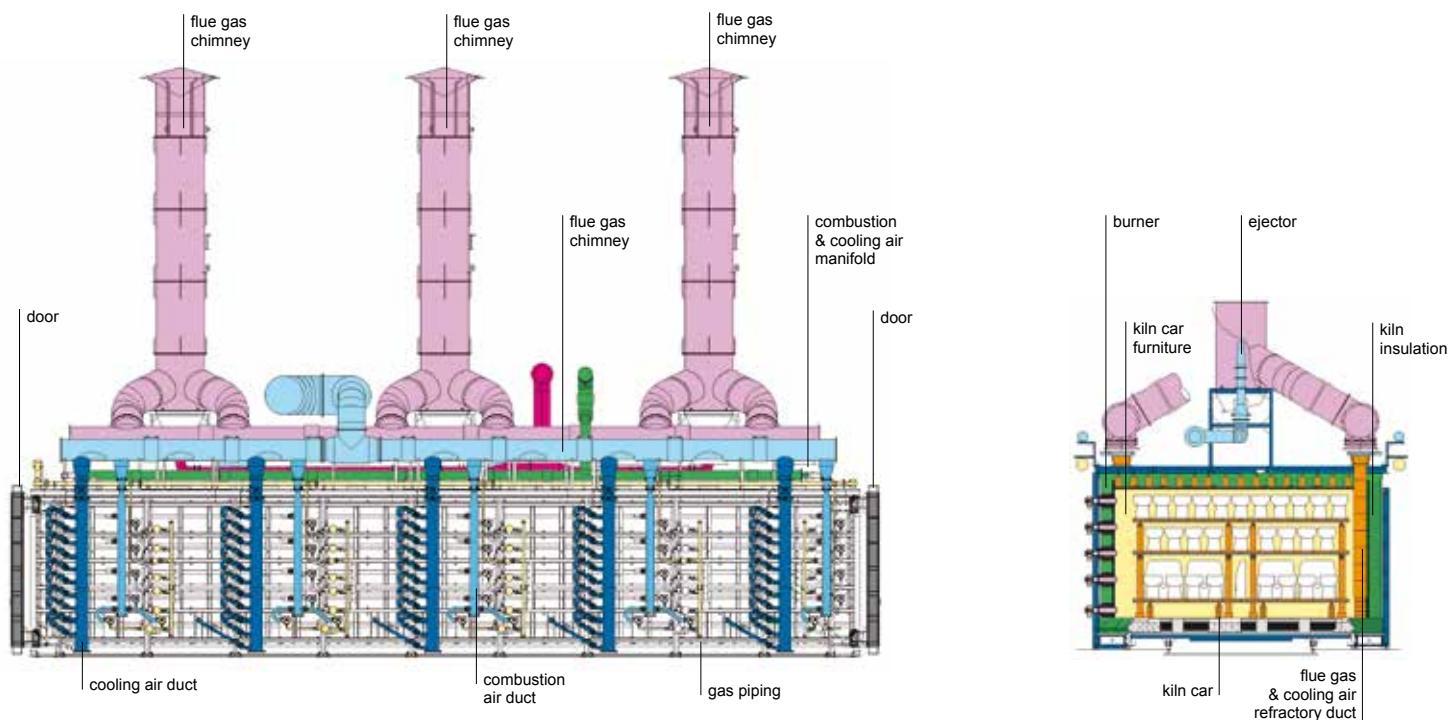 flue gas
chimney
flue gas
chimney
flue gas
chimney
flue gas
chimney
combustion
& cooling air
manifold
door
door
cooling air duct
combustion
air duct
gas piping
burner
ejector
kiln car
furniture
kiln
insulation
kiln car
flue gas
& cooling air
refractory duct